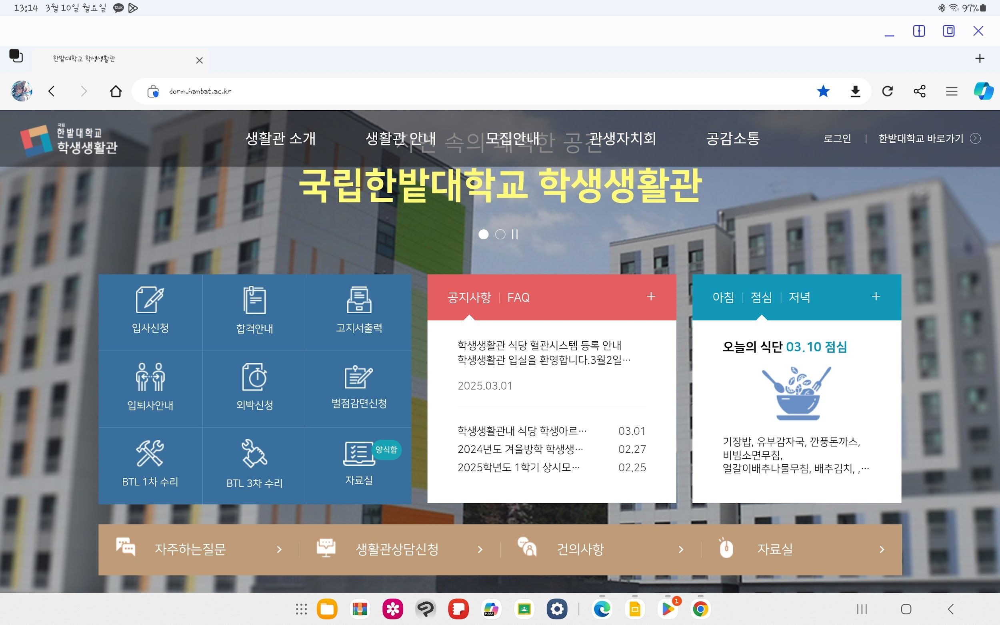 13:14 3월 10일 월요일
TALK
97%
한밭대학교 학생생활관
dorm.hanbat.ac.kr
국립
한밭대학교
학생생활관
생활관 소개
생활관 안내
모집안내
관생자치회
공감소통
로그인
한밭대학교 바로가기
속의 쾌적한 공간
국립한밭대학교 학생생활관
입사신청
합격안내
고지서출력
입퇴사안내
외박신청
벌점감면신청
BTL 1차 수리
BTL 3차 수리
양식함
자료실
공지사항 | FAQ +
학생생활관 식당 혈관시스템 등록 안내
학생생활관 입실을 환영합니다.3월2일…
2025.03.01
학생생활관내 식당 학생아르… 03.01
2024년도 겨울방학 학생생… 02.27
2025학년도 1학기 상시모… 02.25
아침 | 점심 | 저녁 +
오늘의 식단 03.10 점심
기장밥, 유부감자국, 깐풍돈까스,
비빔소면무침,
얼갈이배추나물무침, 배추김치, ,…
자주하는질문
생활관상담신청
건의사항
자료실
M365
1